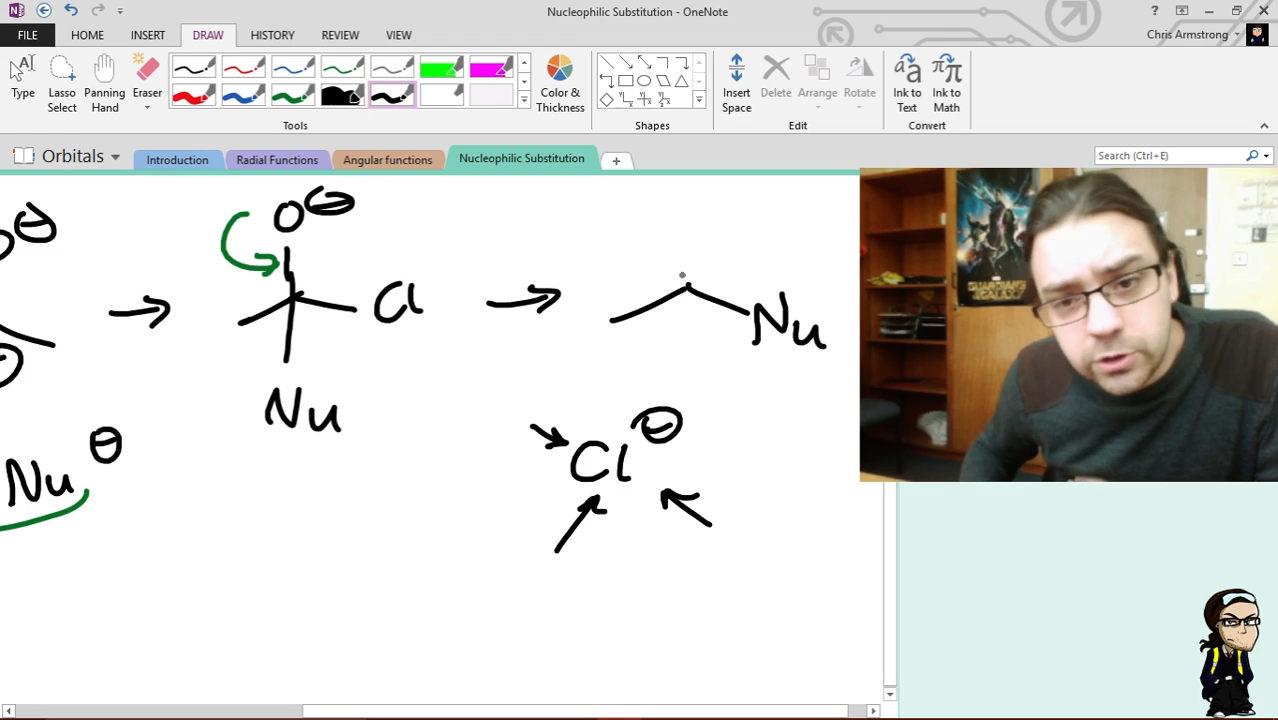 Nucleophilic Substitution - OneNote
FILE HOME INSERT DRAW HISTORY REVIEW VIEW
Chris Armstrong
Type
Lasso Select
Panning Hand
Eraser
Color & Thickness
Insert Space
Delete
Arrange
Rotate
Ink to Text
Ink to Math
Tools
Shapes
Edit
Convert
Orbitals
Introduction
Radial Functions
Angular functions
Nucleophilic Substitution
Search (Ctrl+E)
O⊖
Cl
Nu
Nu
Cl⊖
Nu⊖
GUARDIANS
GALAXY